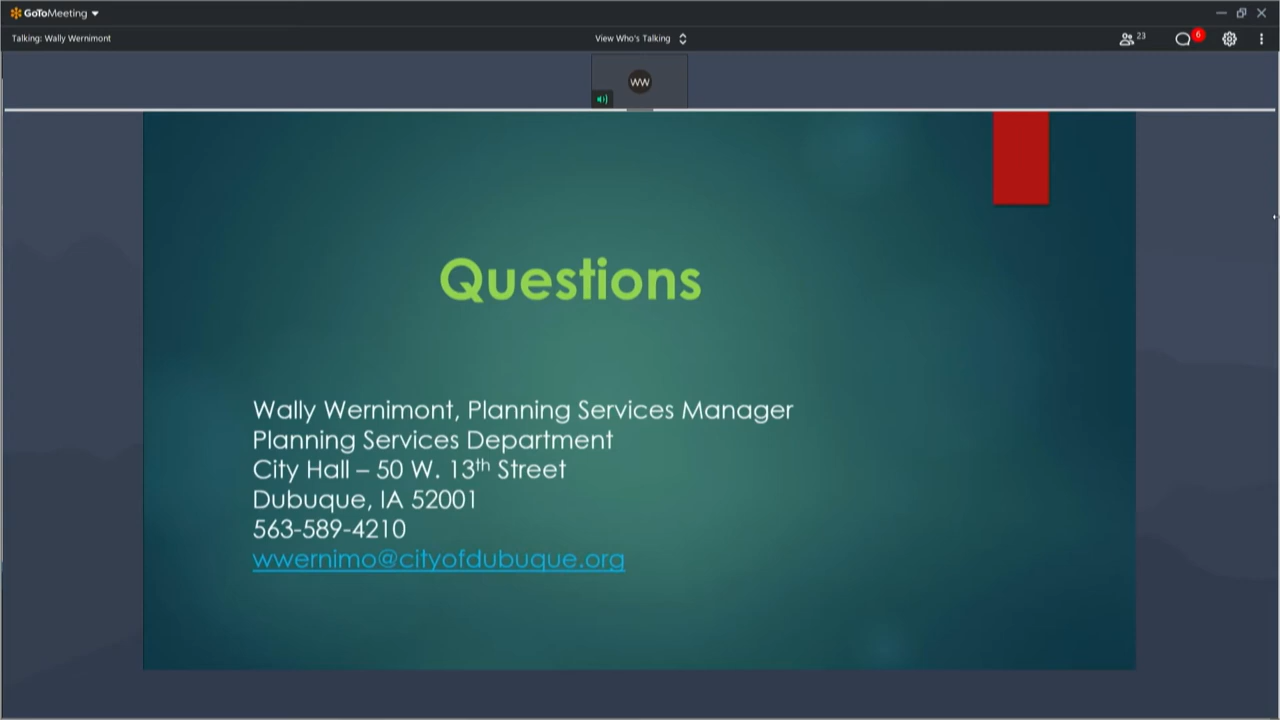 GoToMeeting
Talking: Wally Wernimont
View Who's Talking
23
6
WW
Questions
Wally Wernimont, Planning Services Manager
Planning Services Department
City Hall – 50 W. 13th Street
Dubuque, IA 52001
563-589-4210
wwernimo@cityofdubuque.org